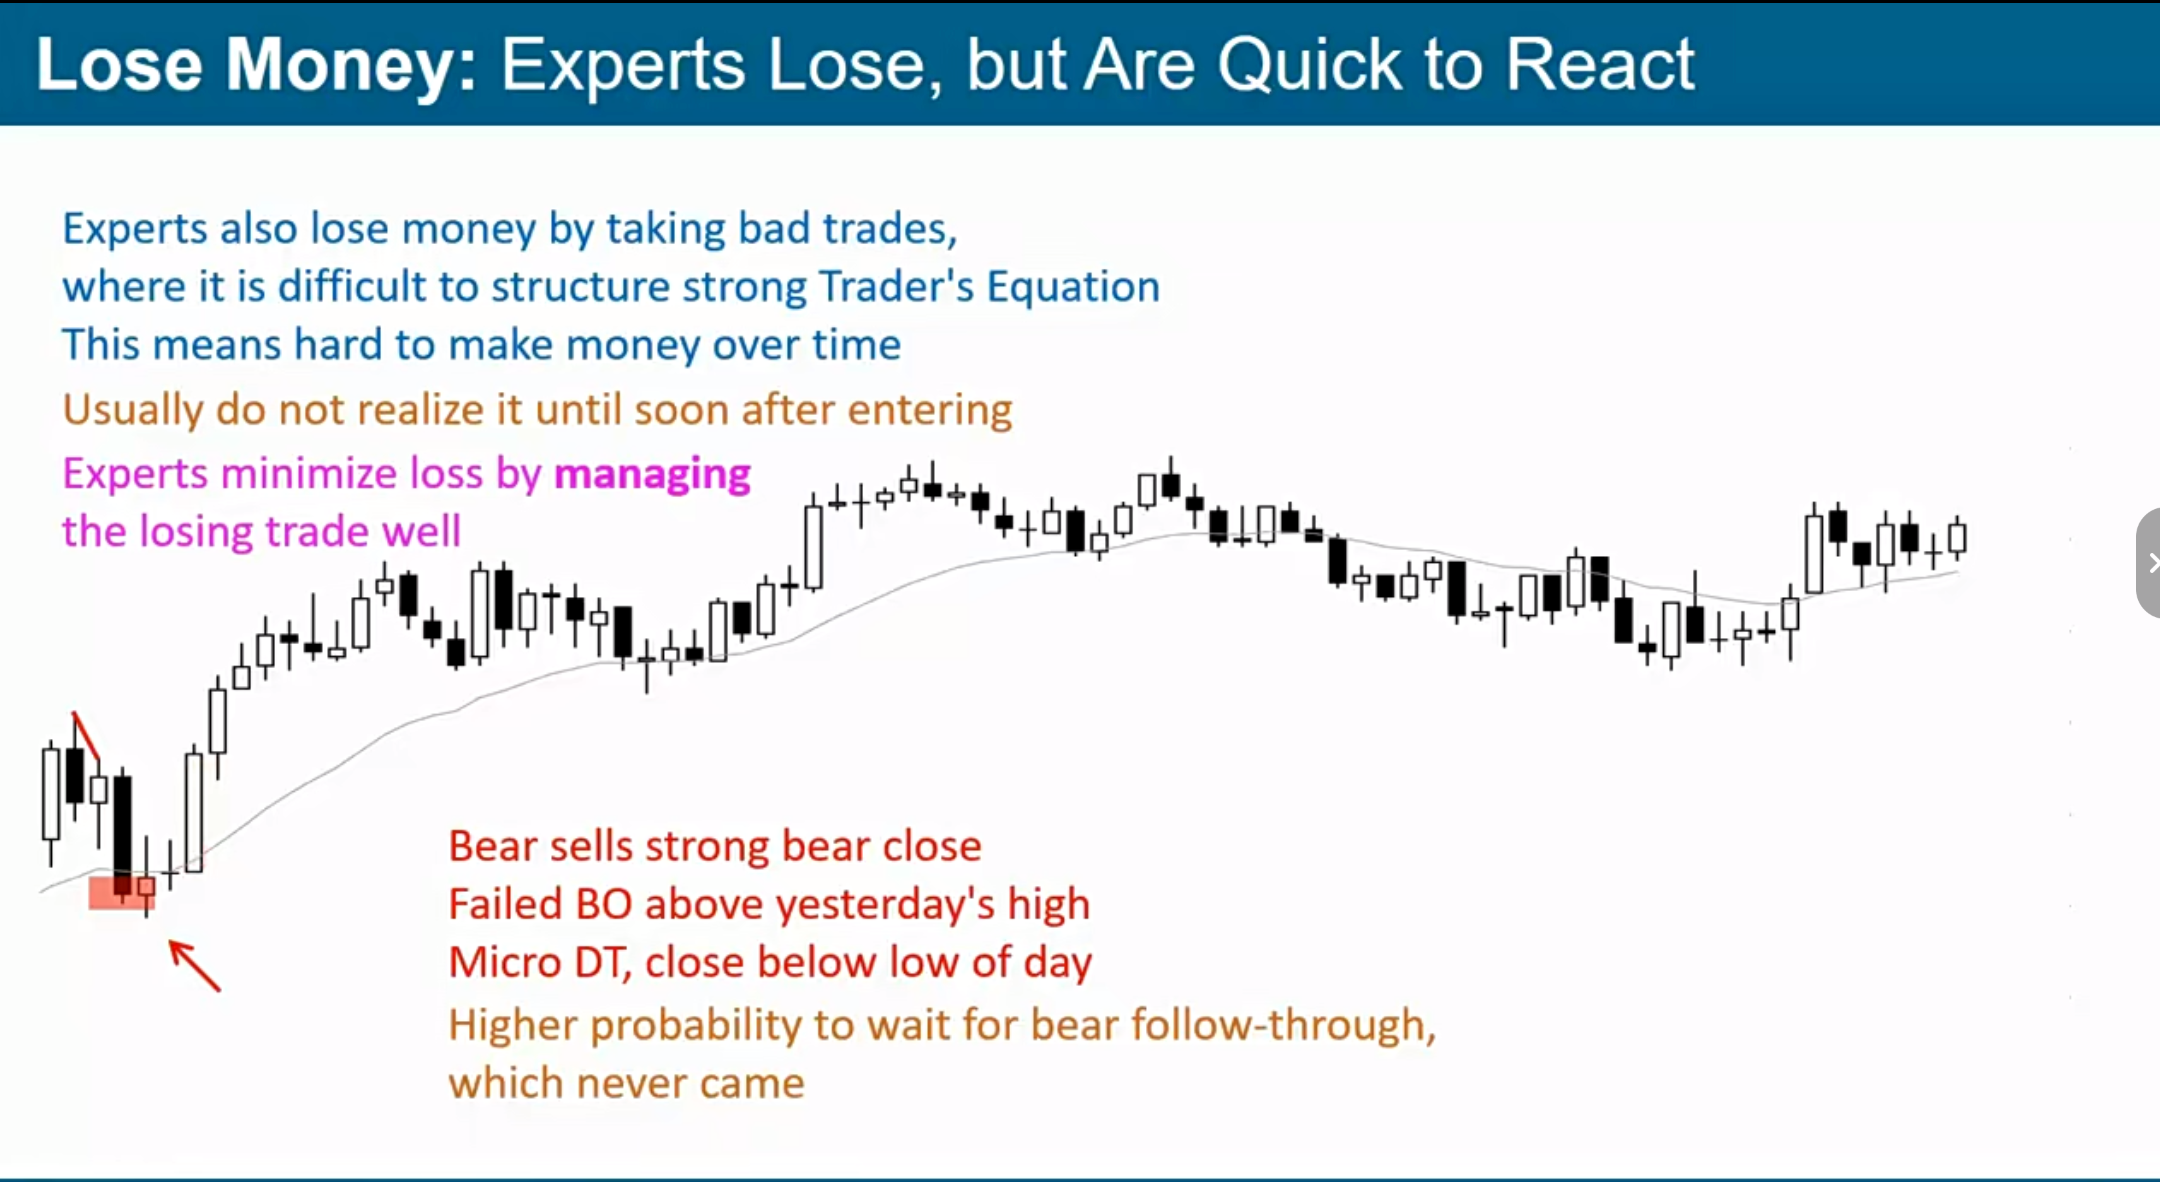 Lose Money: Experts Lose, but Are Quick to React
Experts also lose money by taking bad trades,
where it is difficult to structure strong Trader's Equation
This means hard to make money over time
Usually do not realize it until soon after entering
Experts minimize loss by managing
the losing trade well
Bear sells strong bear close
Failed BO above yesterday's high
Micro DT, close below low of day
Higher probability to wait for bear follow-through,
which never came